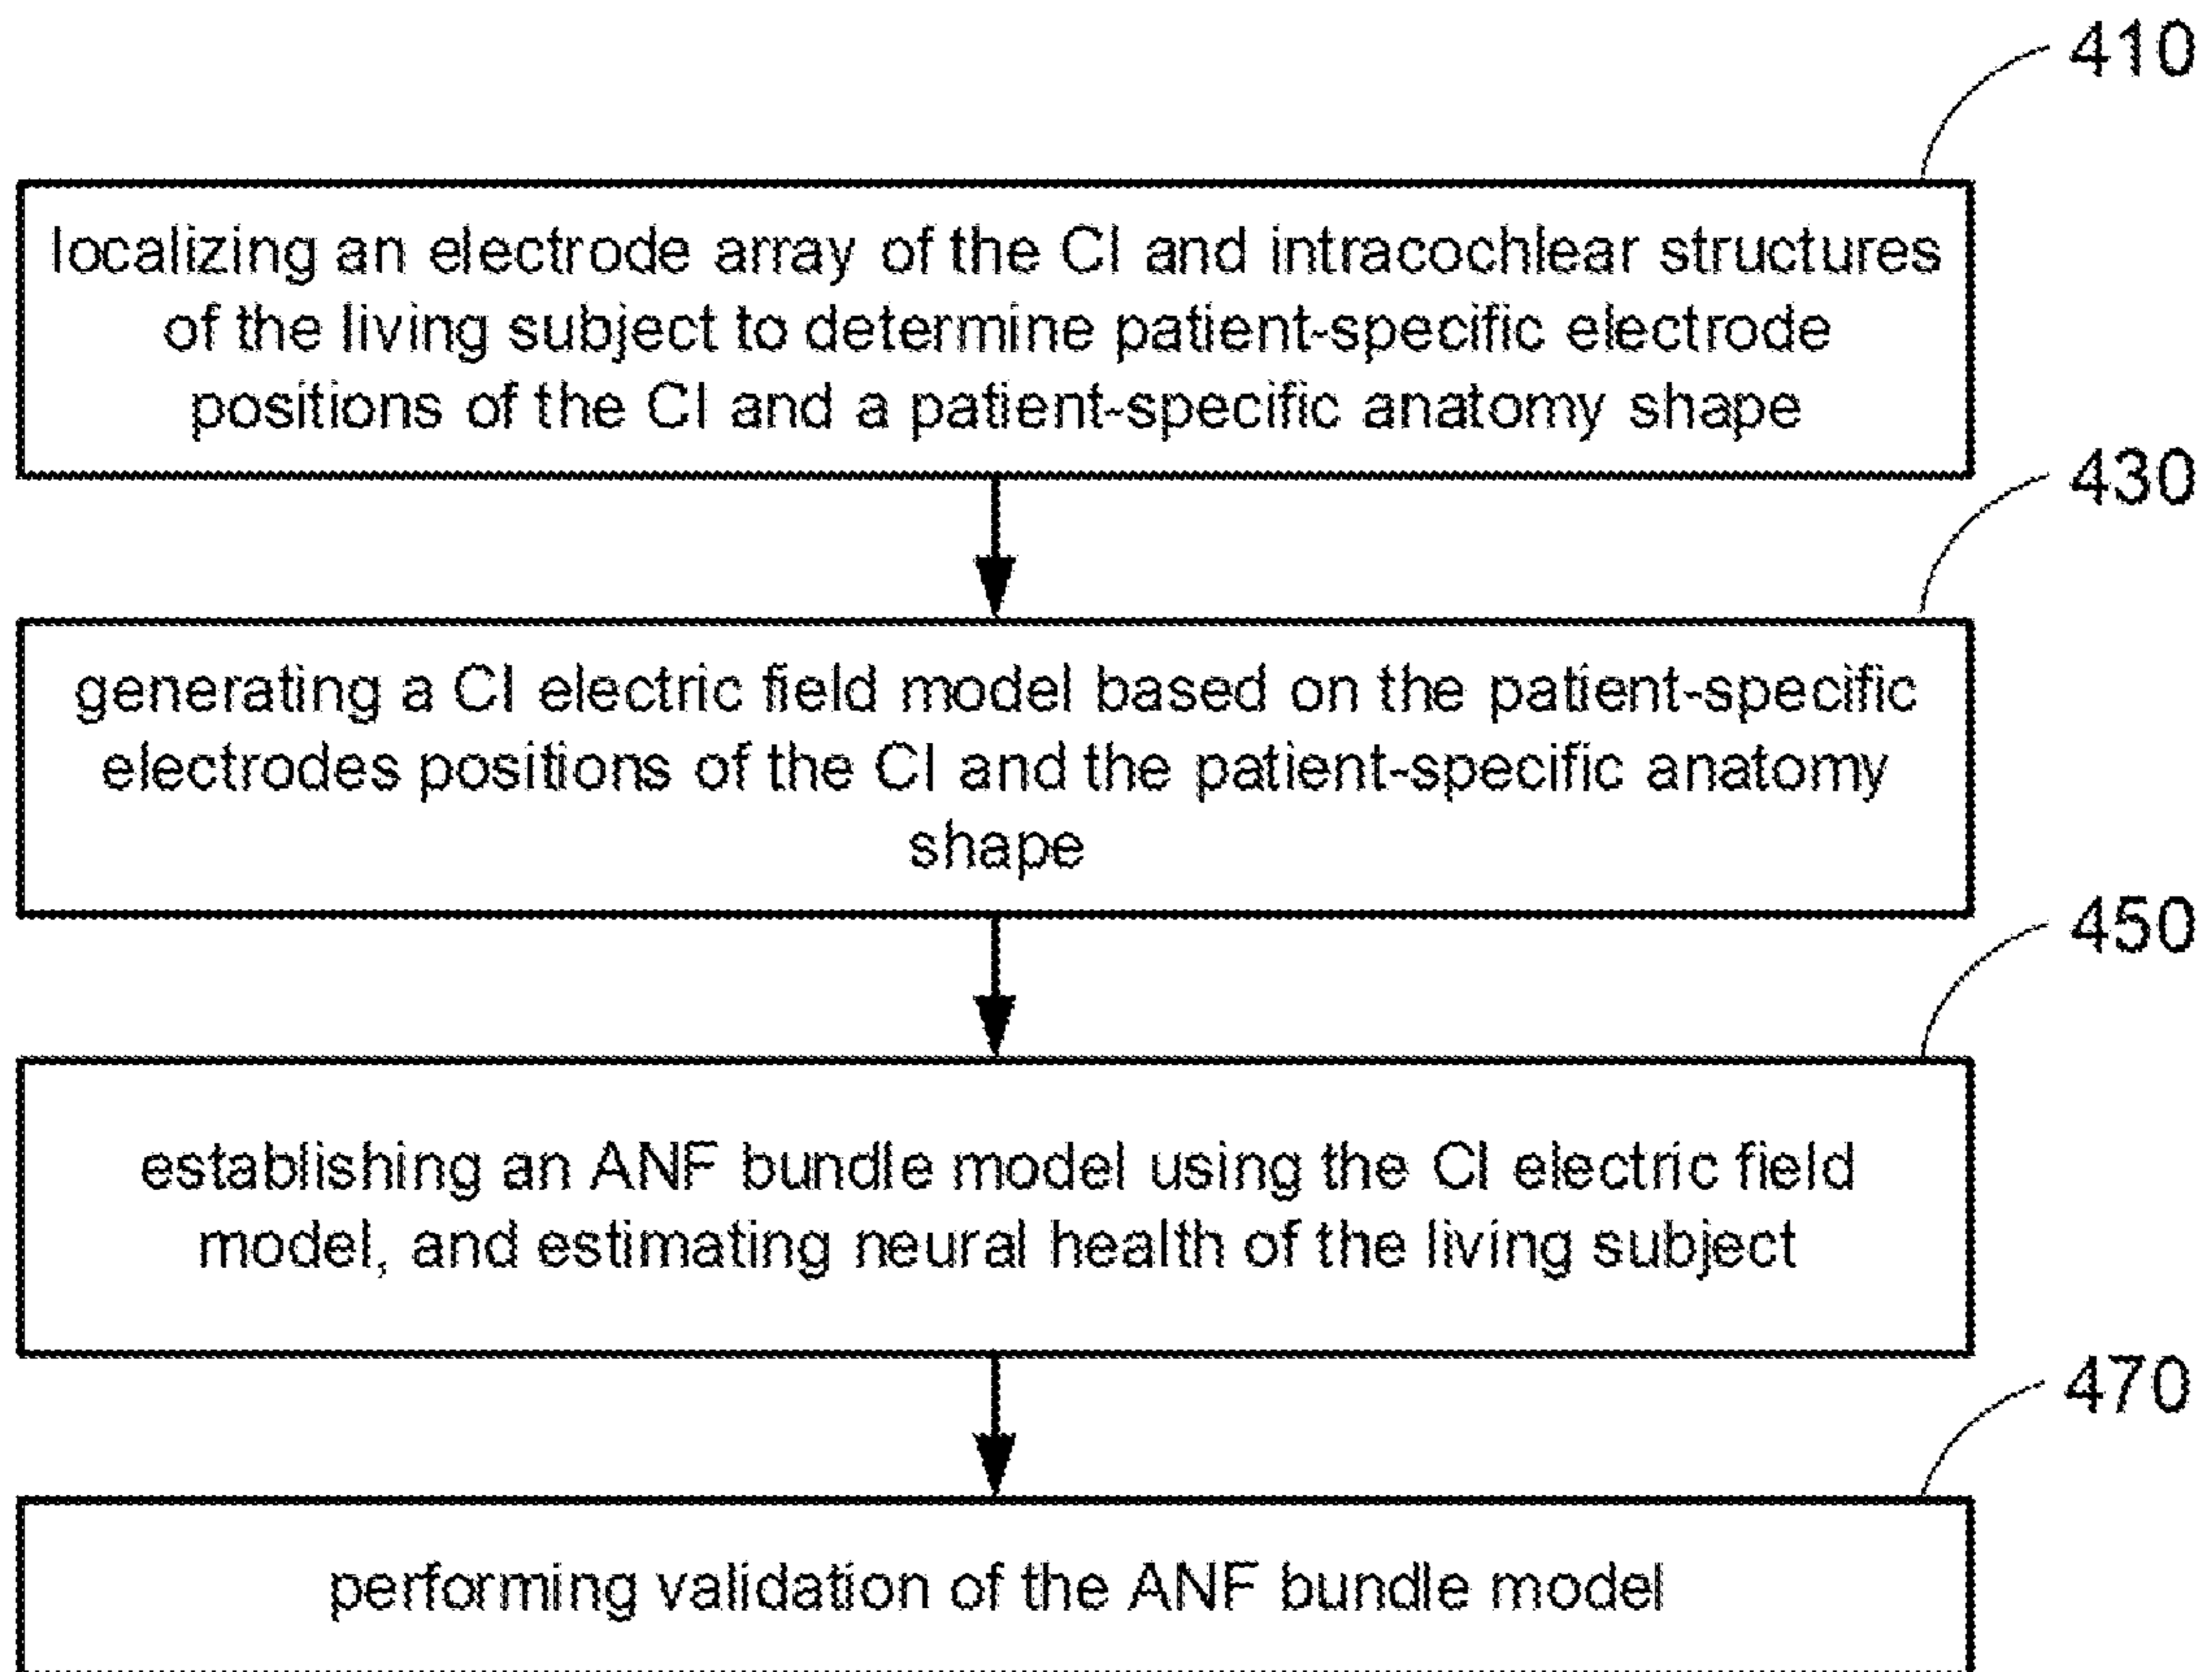 410
localizing an electrode array of the CI and intracochlear structures
of the living subject to determine patient-specific electrode
positions of the CI and a patient-specific anatomy shape
430
generating a CI electric field model based on the patient-specific
electrodes positions of the CI and the patient-specific anatomy
shape
450
establishing an ANF bundle model using the CI electric field
model, and estimating neural health of the living subject
470
performing validation of the ANF bundle model